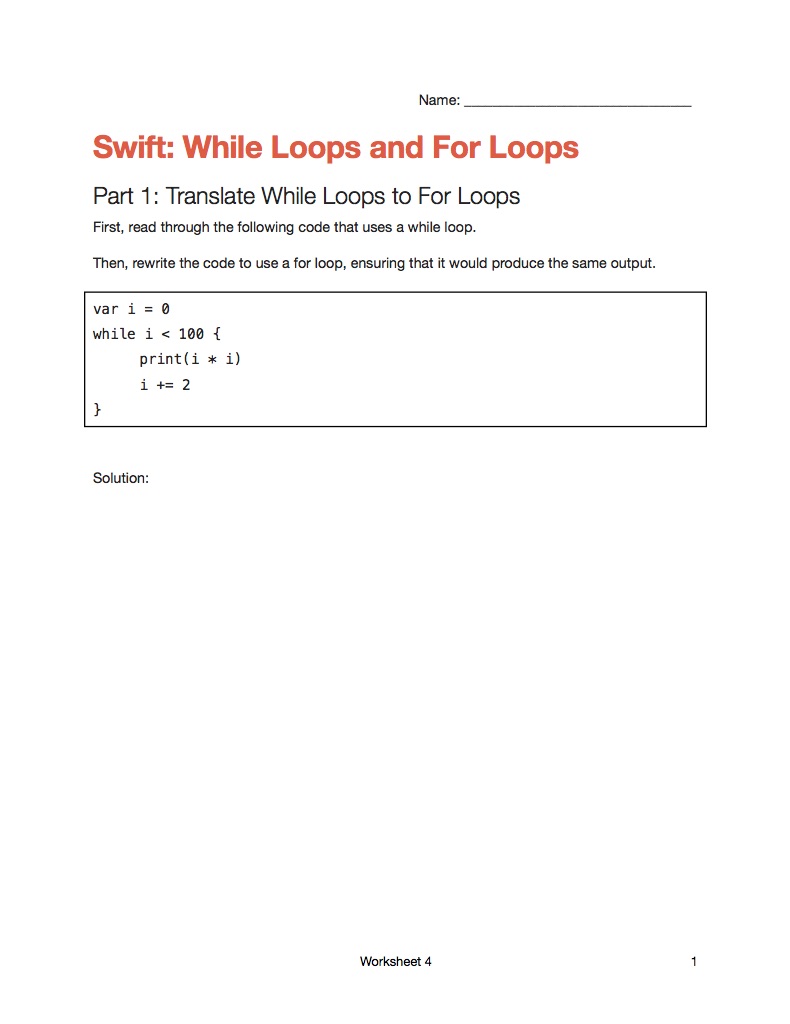 Name: ______________________________
Swift: While Loops and For Loops
Part 1: Translate While Loops to For Loops
First, read through the following code that uses a while loop.
Then, rewrite the code to use a for loop, ensuring that it would produce the same output.
var i = 0
while i < 100 {
print(i * i)
i += 2
}
Solution:
Worksheet 4 1